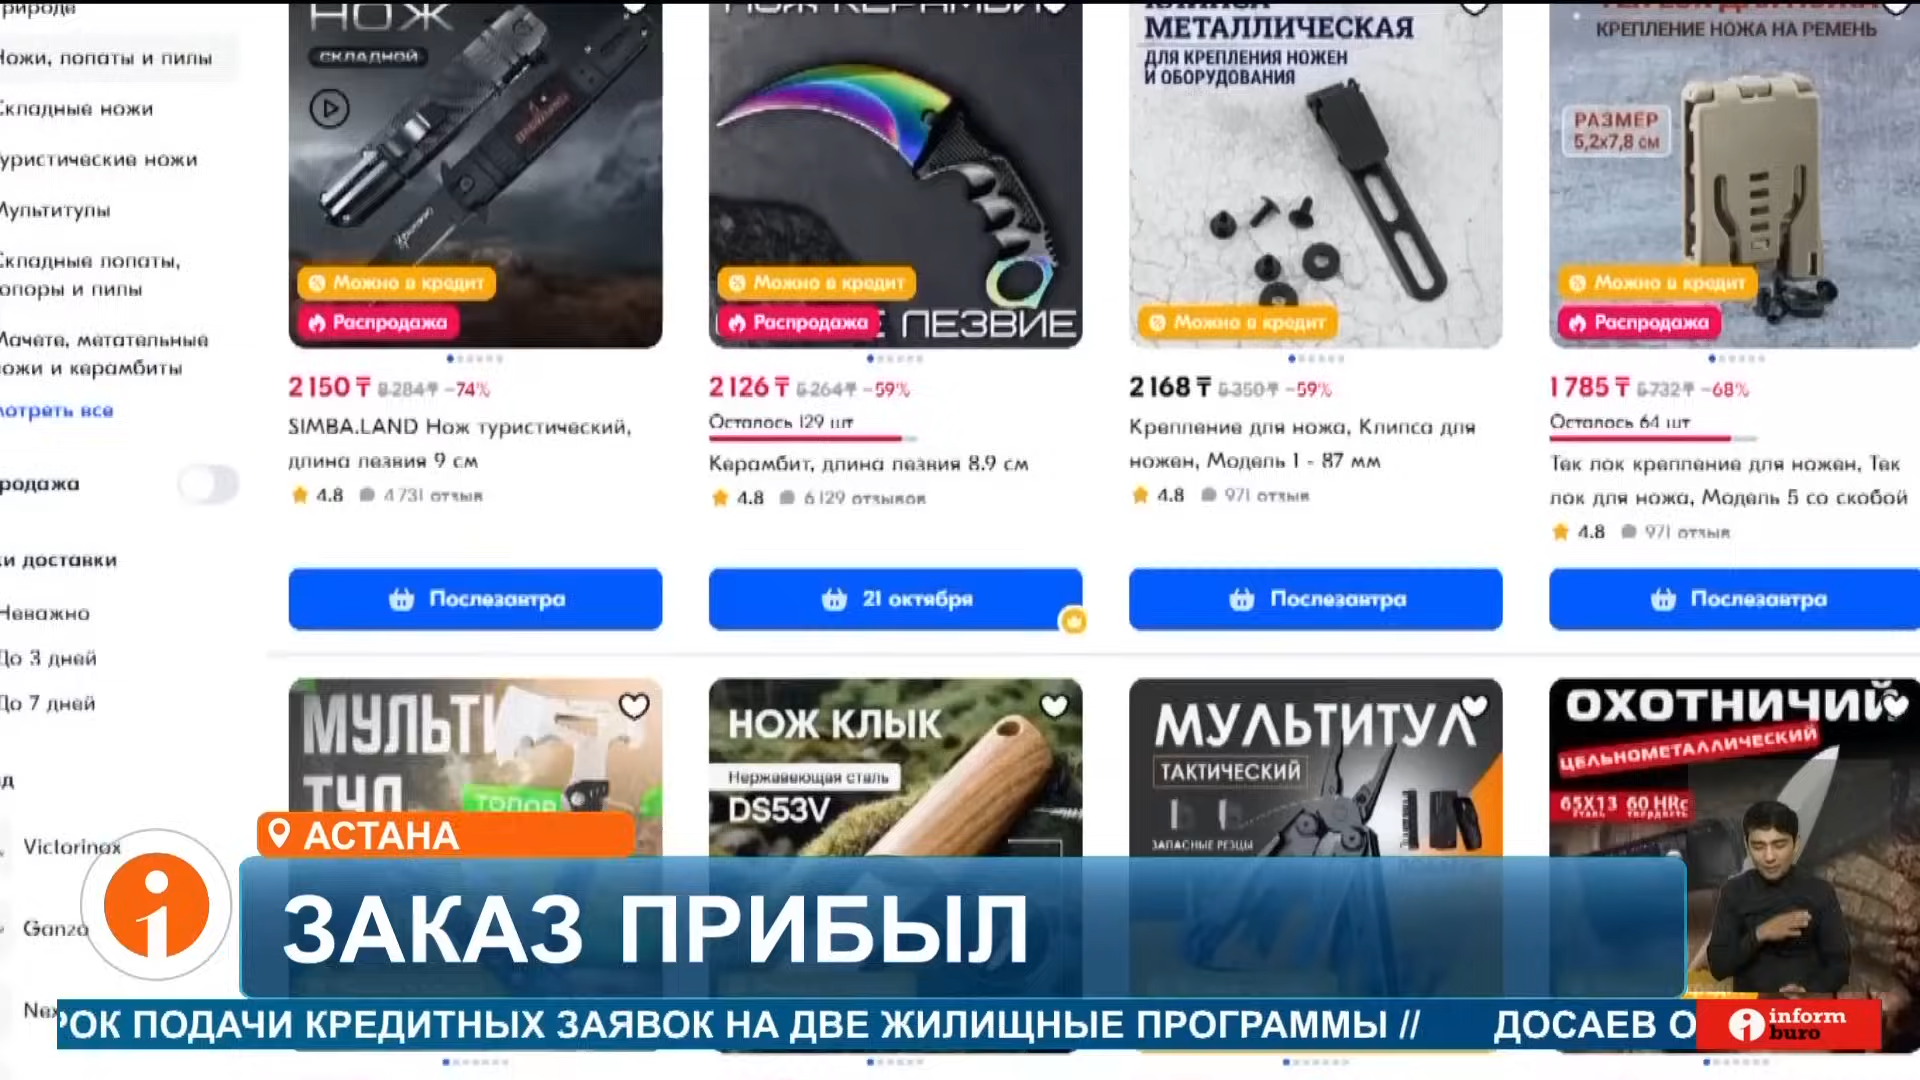 Ножи, лопаты и пилы
Складные ножи
Туристические ножи
Мультитулы
Складные лопаты,
топоры и пилы
Мачете, метательные
ножи и керамбиты
Смотреть все
Неважно
До 3 дней
До 7 дней
Victorinox
Ganzo
НОЖ
СКЛАДНОЙ
Можно в кредит
Распродажа
2 150 ₸ 8 284 ₸ -74%
SIMBA.LAND Нож туристический,
длина лезвия 9 см
4.8 4 731 отзыв
Послезавтра
НОЖ КЕРАМБИТ
Можно в кредит
Распродажа
ЛЕЗВИЕ
2 126 ₸ 5 264 ₸ -59%
Осталось 129 шт
Керамбит, длина лезвия 8.9 см
4.8 6 129 отзывов
21 октября
МЕТАЛЛИЧЕСКАЯ
ДЛЯ КРЕПЛЕНИЯ НОЖЕН
И ОБОРУДОВАНИЯ
Можно в кредит
2 168 ₸ 5 350 ₸ -59%
Крепление для ножа, Клипса для
ножен, Модель 1 - 87 мм
4.8 971 отзыв
Послезавтра
КРЕПЛЕНИЕ НОЖА НА РЕМЕНЬ
РАЗМЕР
5,2х7,8 см
Можно в кредит
Распродажа
1 785 ₸ 5 732 ₸ -68%
Осталось 64 шт
Тек лок крепление для ножен, Тек
лок для ножа, Модель 5 со скобой
4.8 971 отзыв
Послезавтра
МУЛЬТИ
ТУЛ
ТОПОР
НОЖ КЛЫК
Нержавеющая сталь
DS53V
МУЛЬТИТУЛ
ТАКТИЧЕСКИЙ
ЗАПАСНЫЕ РЕЗЦЫ
ОХОТНИЧИЙ
ЦЕЛЬНОМЕТАЛЛИЧЕСКИЙ
65Х13 60 HRc
СТАЛЬ ТВЕРДОСТЬ
АСТАНА
ЗАКАЗ ПРИБЫЛ
РОК ПОДАЧИ КРЕДИТНЫХ ЗАЯВОК НА ДВЕ ЖИЛИЩНЫЕ ПРОГРАММЫ // ДОСАЕВ О
inform
buro